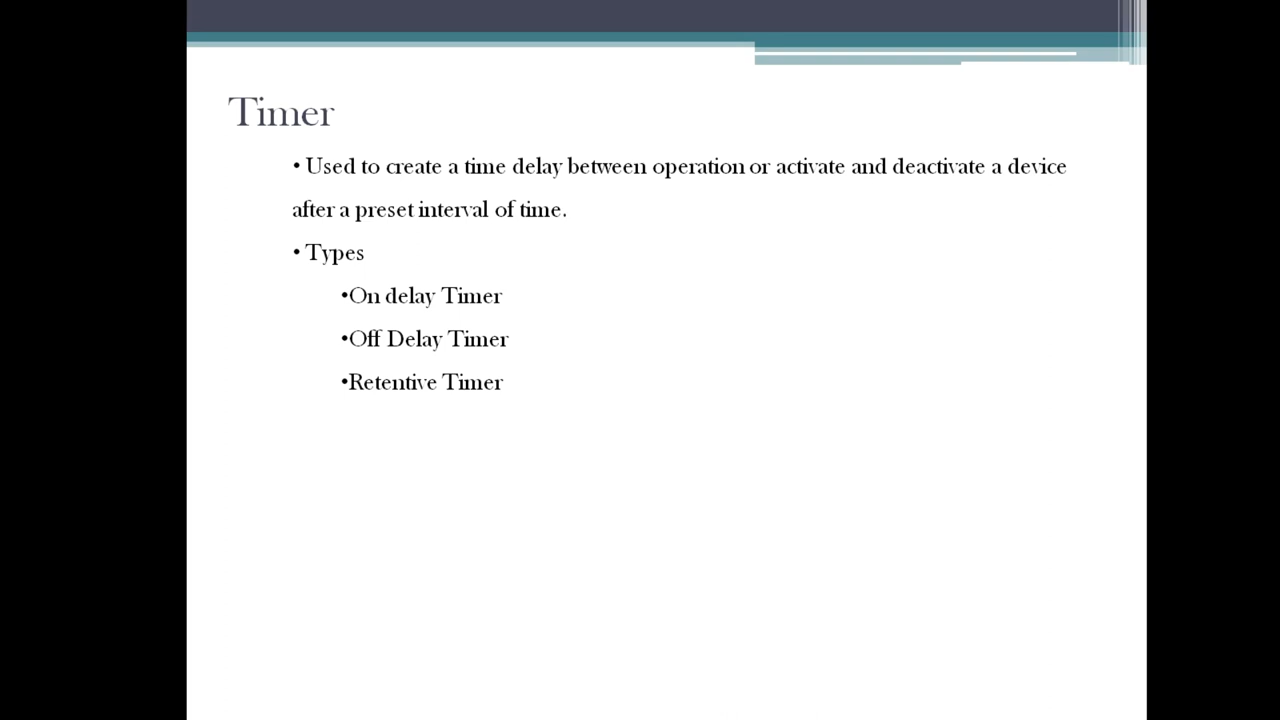 Timer
• Used to create a time delay between operation or activate and deactivate a device
after a preset interval of time.
• Types
•On delay Timer
•Off Delay Timer
•Retentive Timer